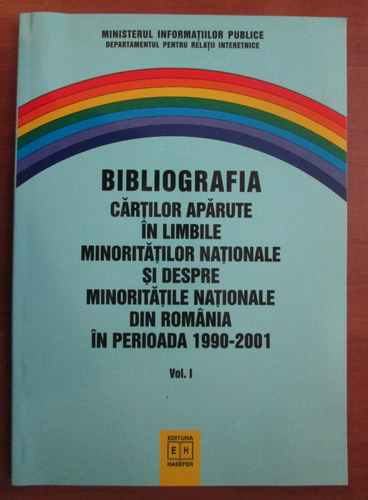 MINISTERUL INFORMAȚIILOR PUBLICE
DEPARTAMENTUL PENTRU RELAȚII INTERETNICE
BIBLIOGRAFIA
CĂRȚILOR APĂRUTE
ÎN LIMBILE
MINORITĂȚILOR NAȚIONALE
ȘI DESPRE
MINORITĂȚILE NAȚIONALE
DIN ROMÂNIA
ÎN PERIOADA 1990-2001
Vol. I
EDITURA
E H
HASEFER